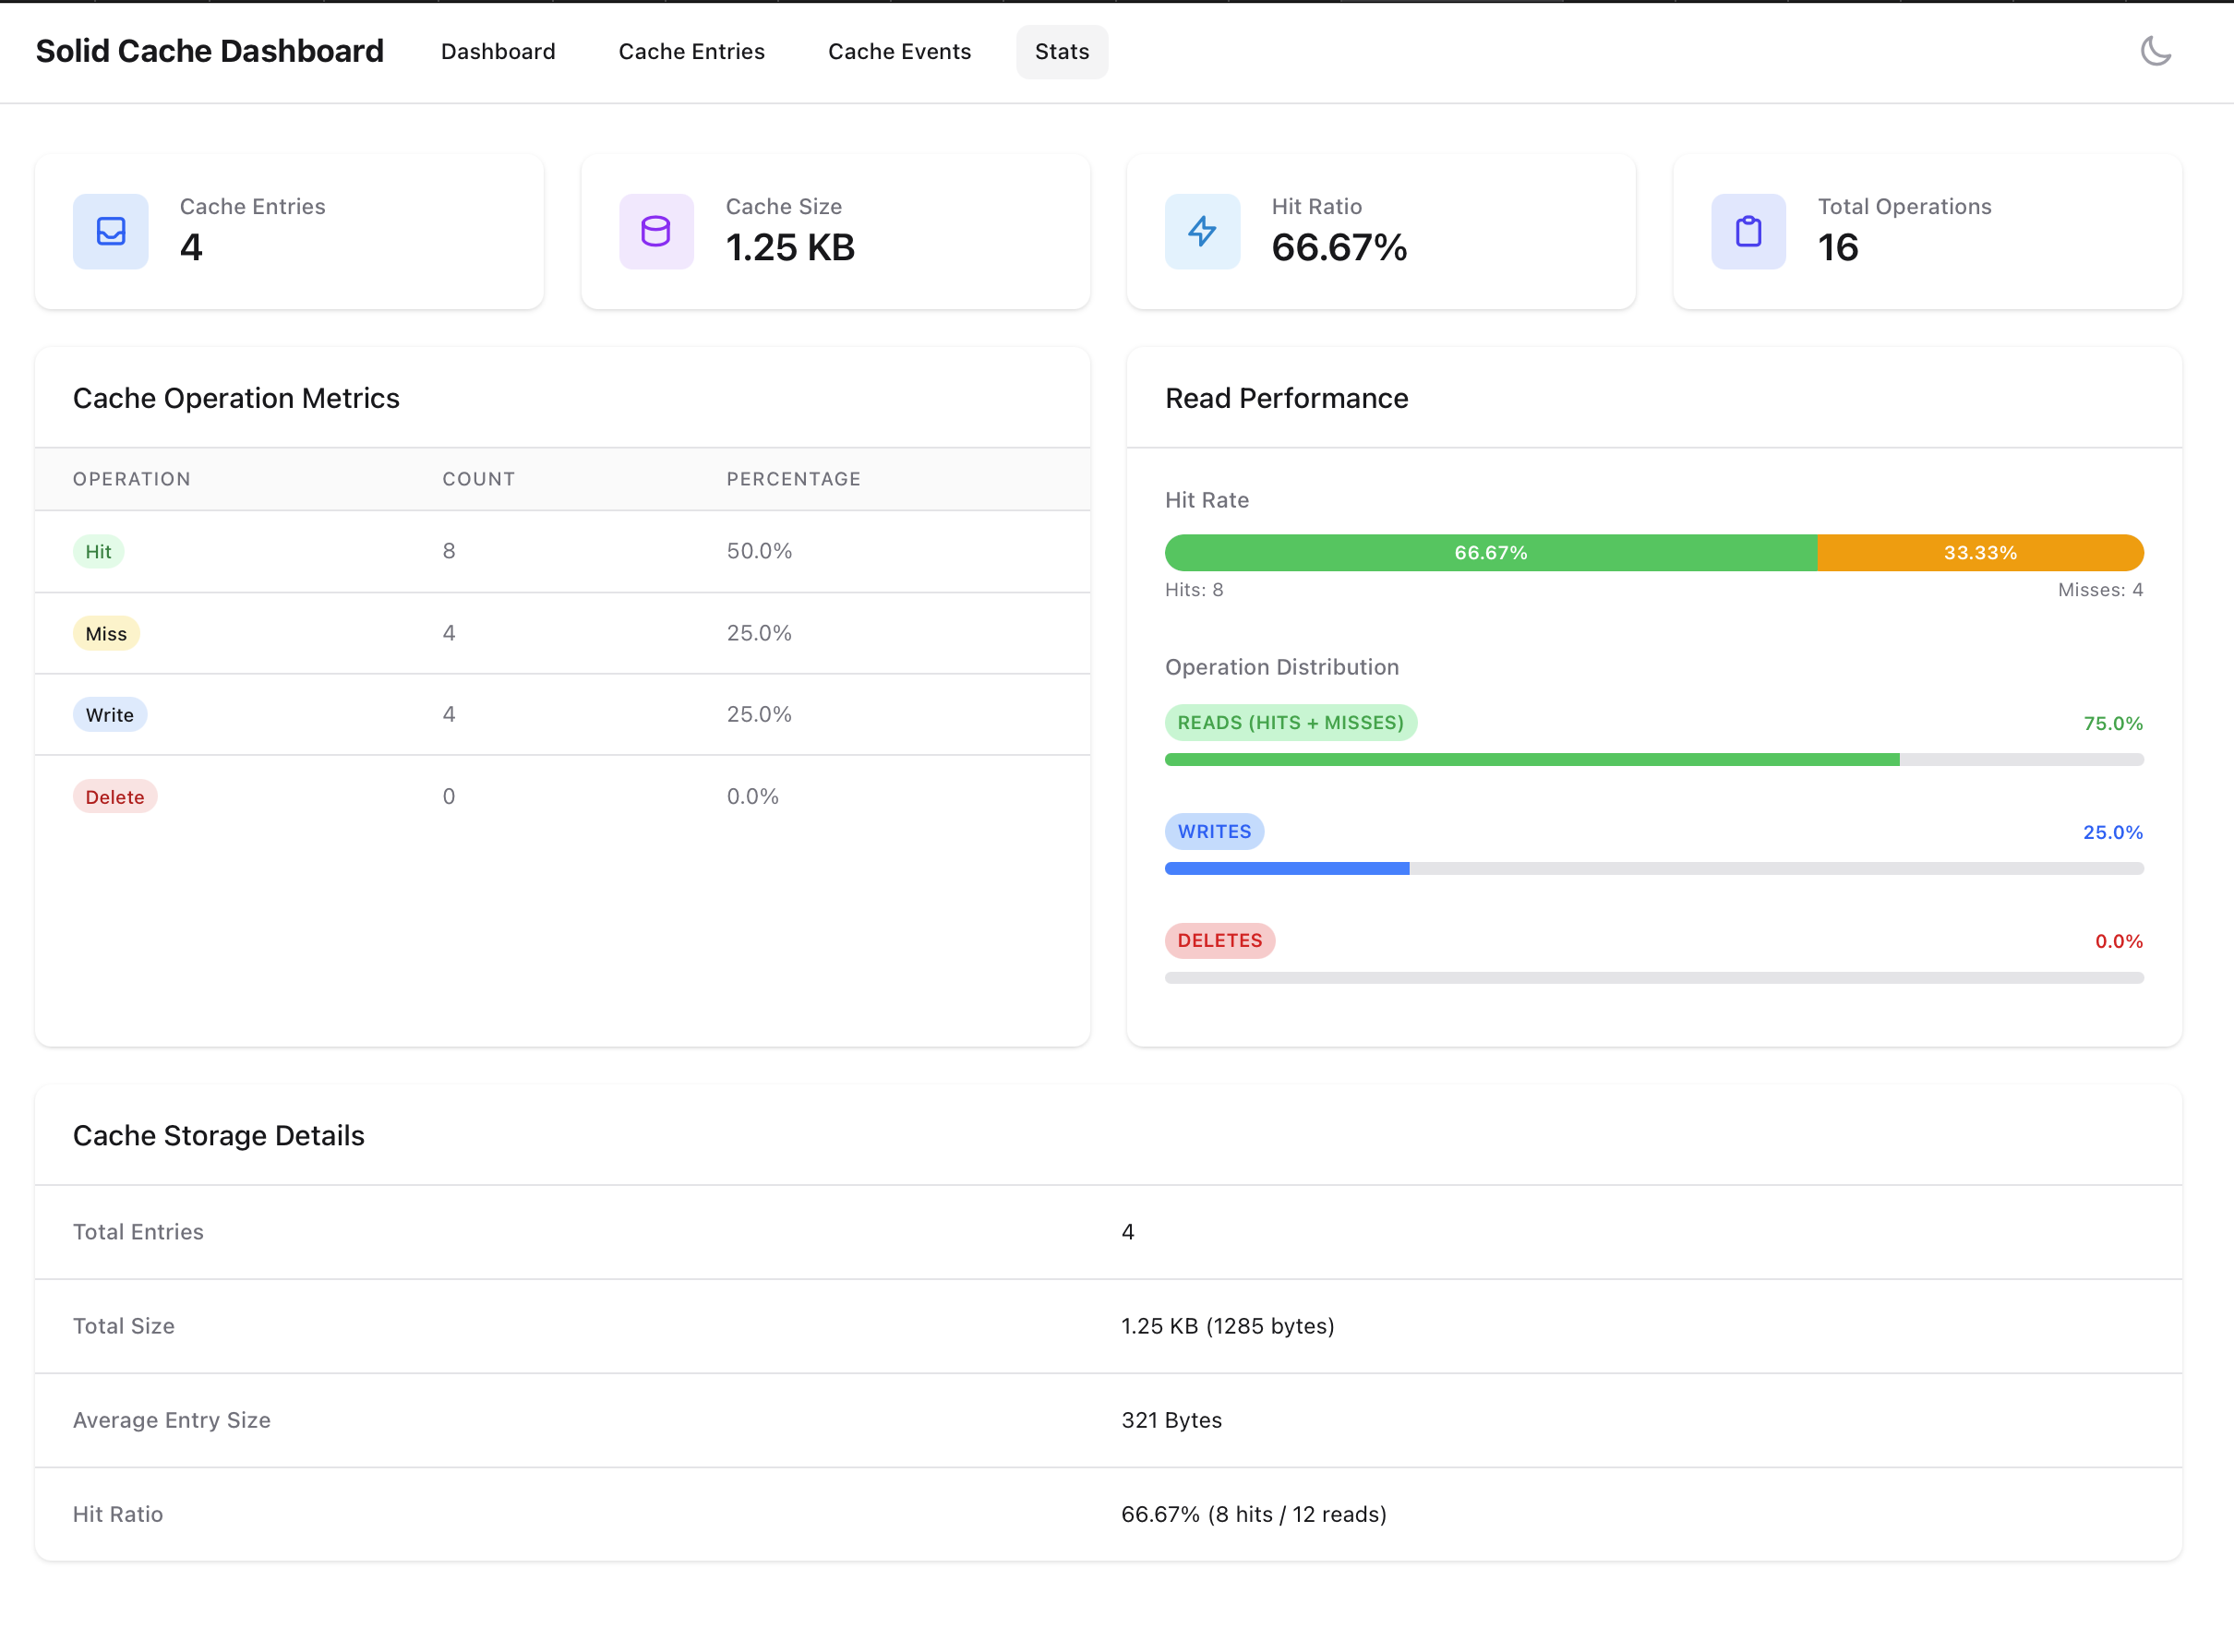 Solid Cache Dashboard Dashboard Cache Entries Cache Events Stats
Cache Entries
4
Cache Size
1.25 KB
Hit Ratio
66.67%
Total Operations
16
Cache Operation Metrics
OPERATION COUNT PERCENTAGE
Hit 8 50.0%
Miss 4 25.0%
Write 4 25.0%
Delete 0 0.0%
Read Performance
Hit Rate
66.67% 33.33%
Hits: 8 Misses: 4
Operation Distribution
READS (HITS + MISSES) 75.0%
WRITES 25.0%
DELETES 0.0%
Cache Storage Details
Total Entries 4
Total Size 1.25 KB (1285 bytes)
Average Entry Size 321 Bytes
Hit Ratio 66.67% (8 hits / 12 reads)